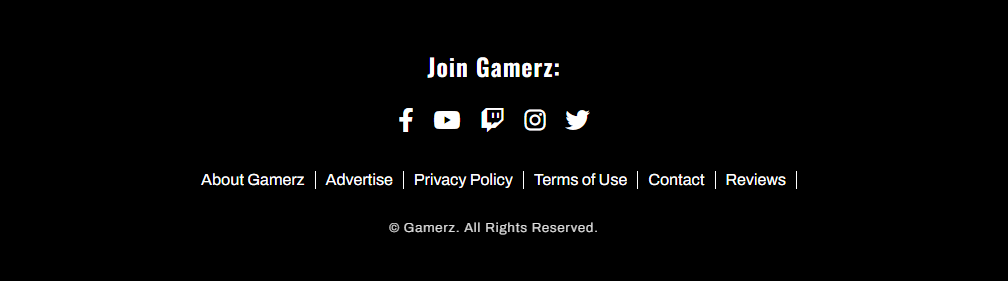 Join Gamerz:
About Gamerz | Advertise | Privacy Policy | Terms of Use | Contact | Reviews |
© Gamerz. All Rights Reserved.